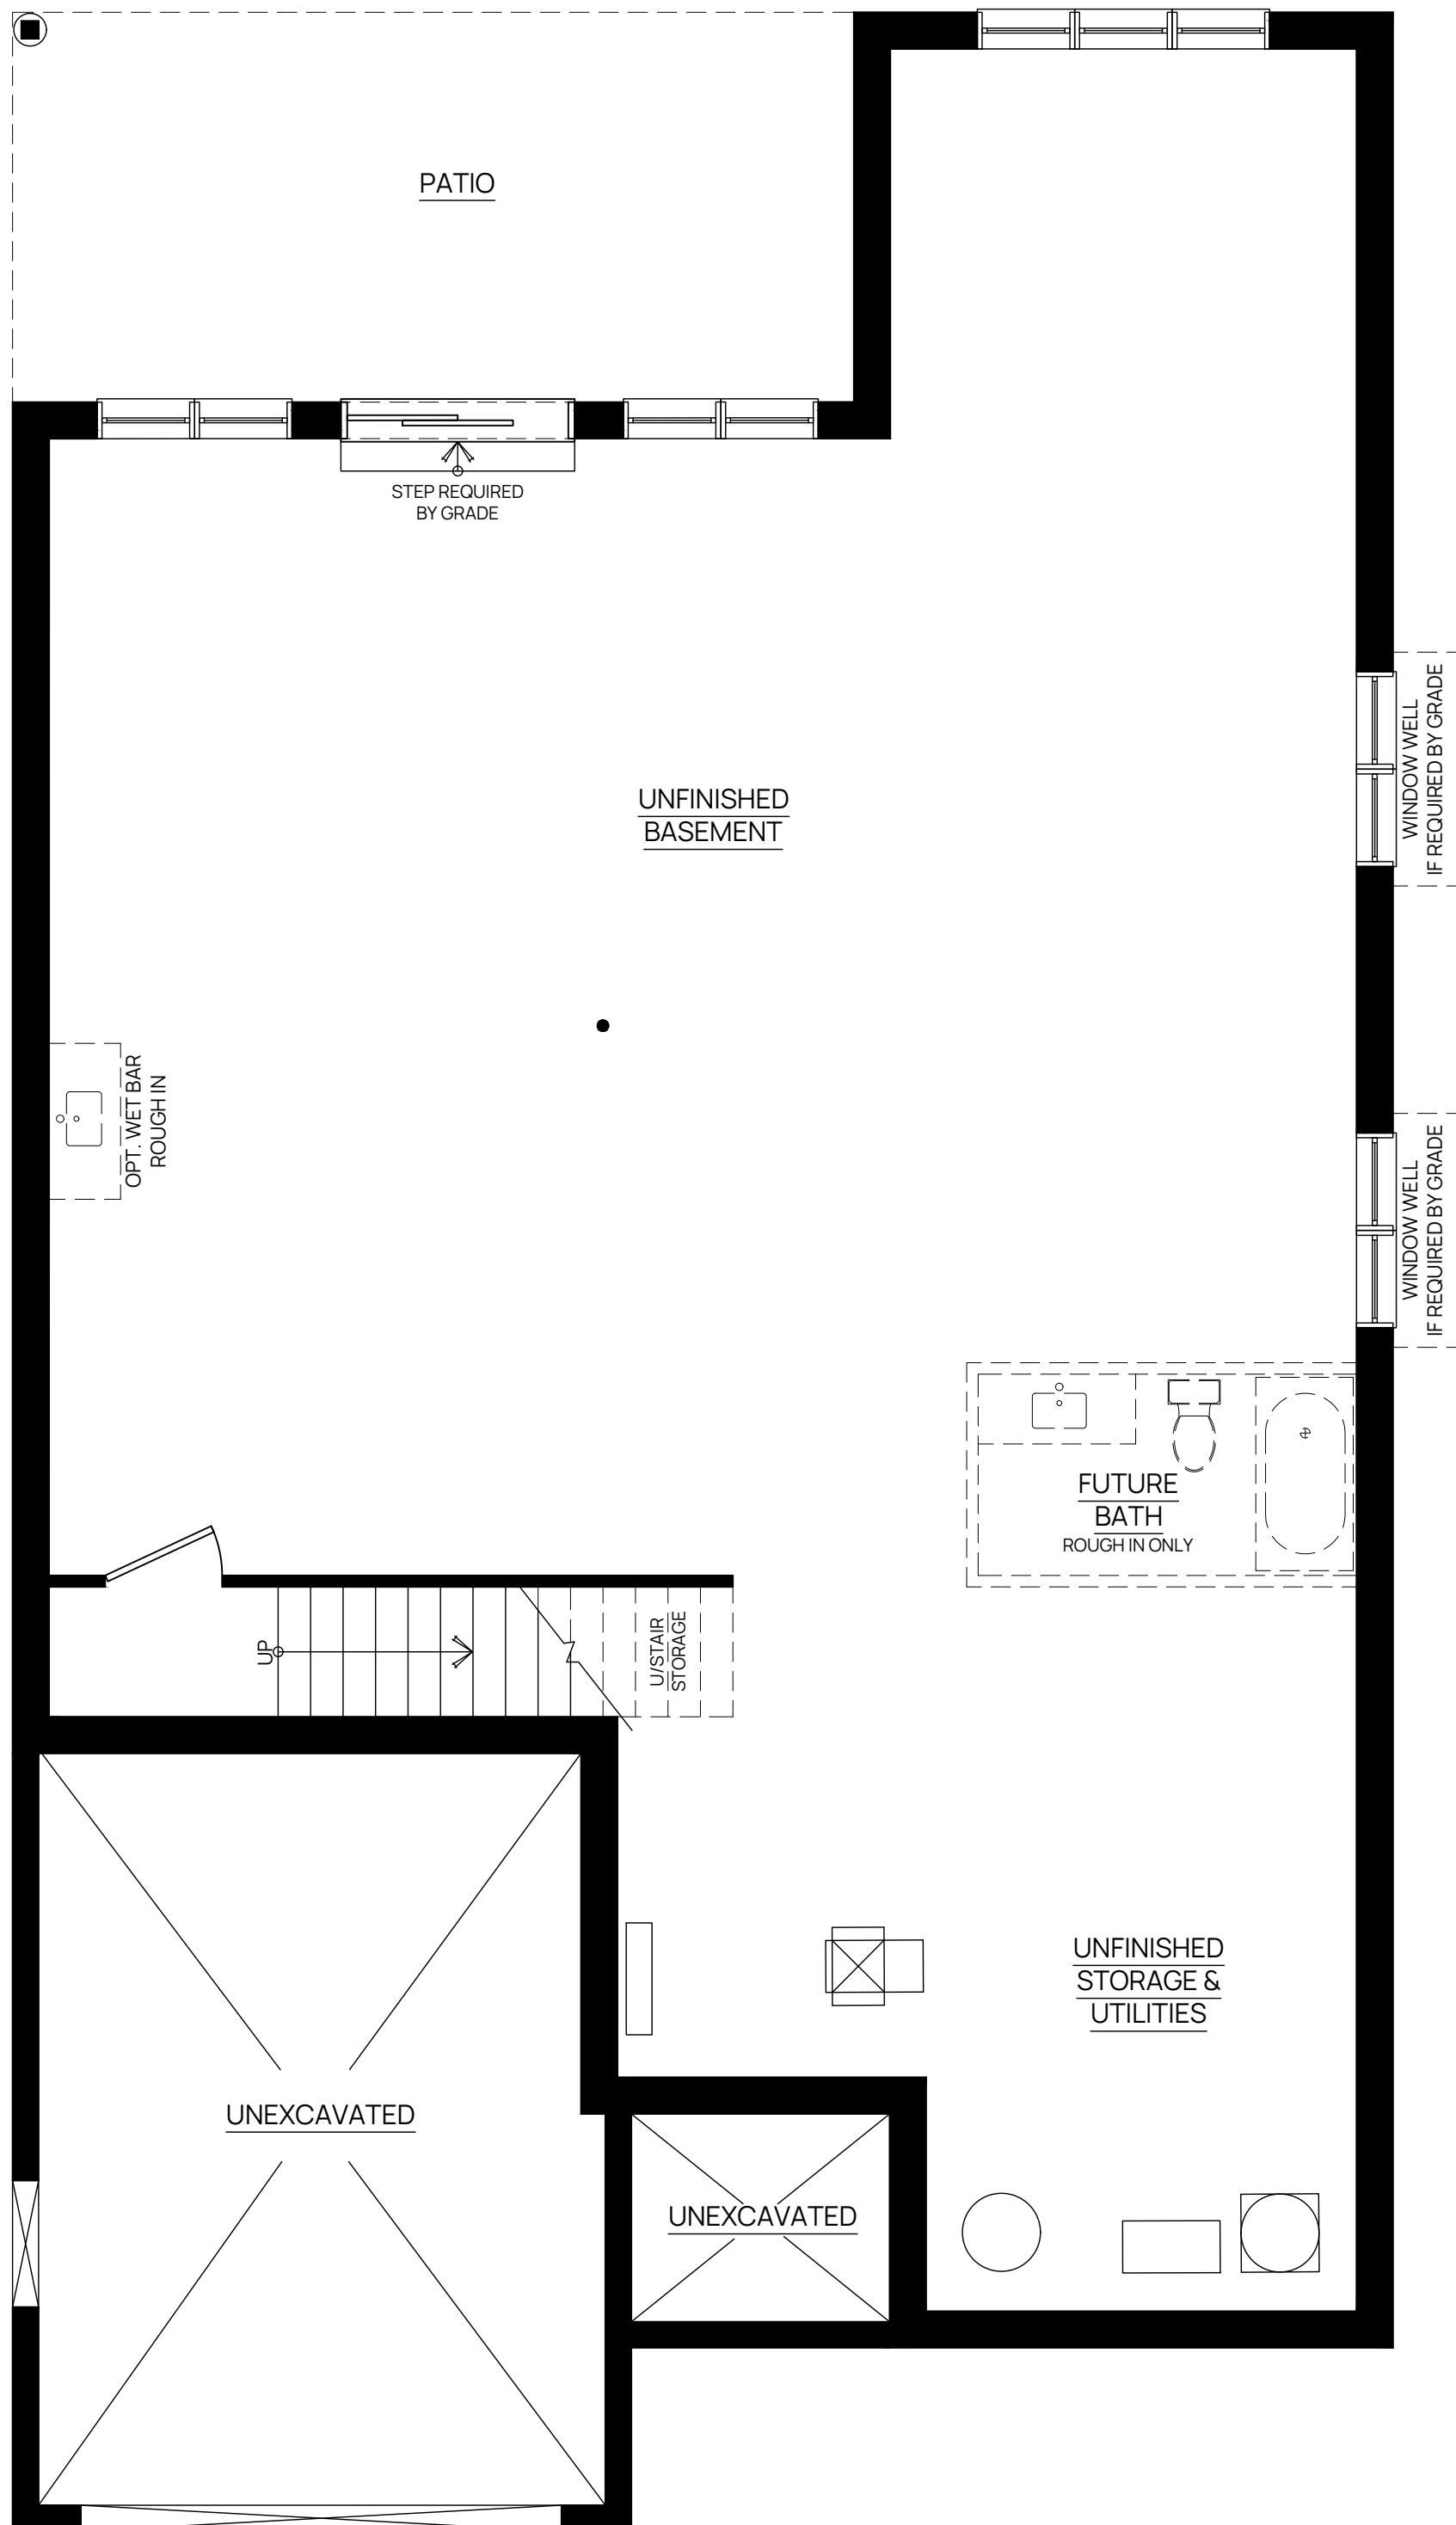 PATIO
STEP REQUIRED
BY GRADE
WINDOW WELL
IF REQUIRED BY GRADE
UNFINISHED
BASEMENT
OPT. WET BAR
ROUGH IN
WINDOW WELL
IF REQUIRED BY GRADE
FUTURE
BATH
ROUGH IN ONLY
UP
U/STAIR
STORAGE
UNFINISHED
STORAGE &
UTILITIES
UNEXCAVATED
UNEXCAVATED